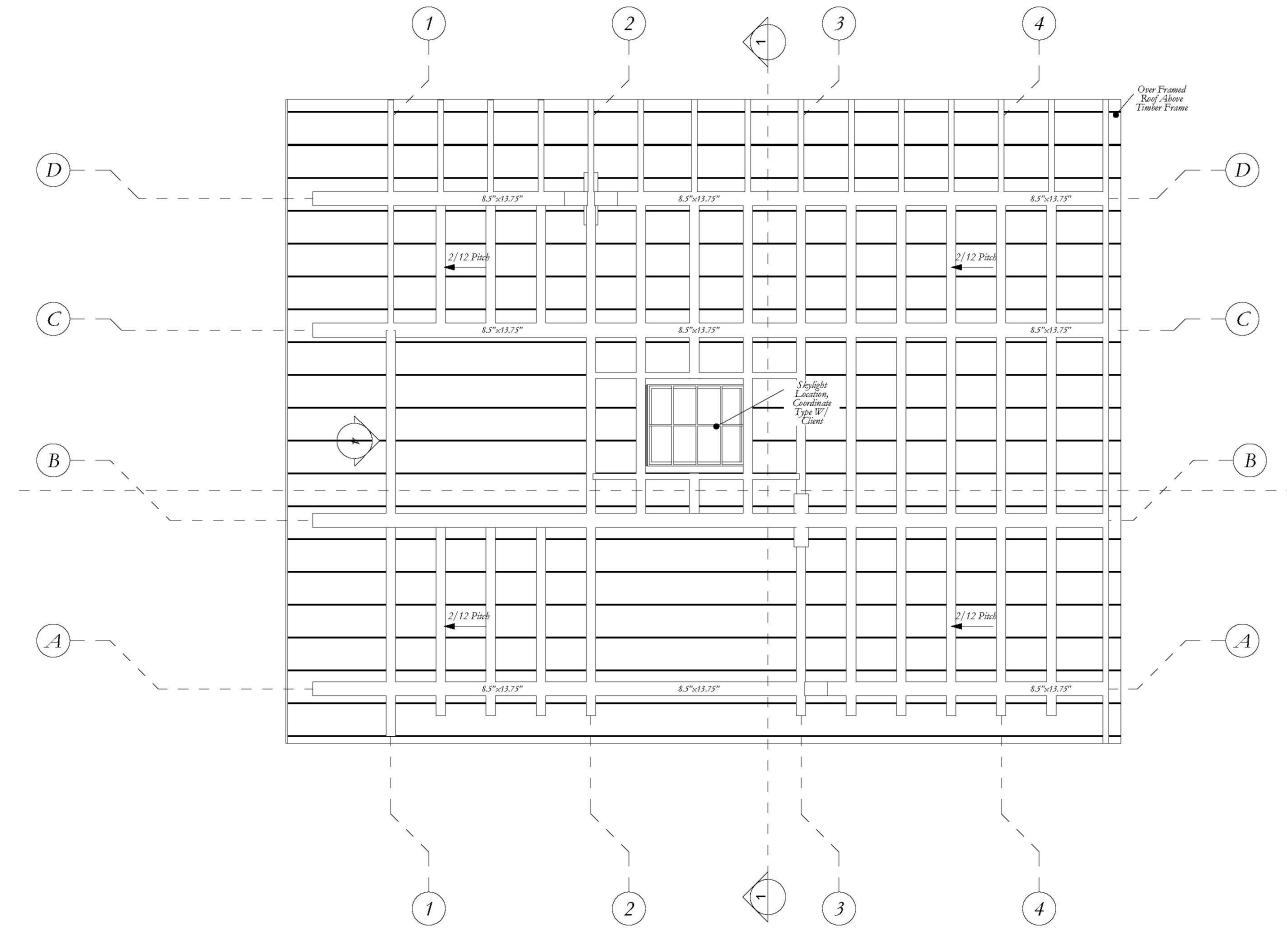 1
2
1
3
4
Over Framed
Roof Above
Timber Frame
D
D
8.5"x13.75"
8.5"x13.75"
8.5"x13.75"
2/12 Pitch
2/12 Pitch
C
C
8.5"x13.75"
8.5"x13.75"
8.5"x13.75"
Skylight
Location,
Coordinate
Type W/
Client
B
B
2/12 Pitch
2/12 Pitch
A
A
8.5"x13.75"
8.5"x13.75"
8.5"x13.75"
1
2
1
3
4